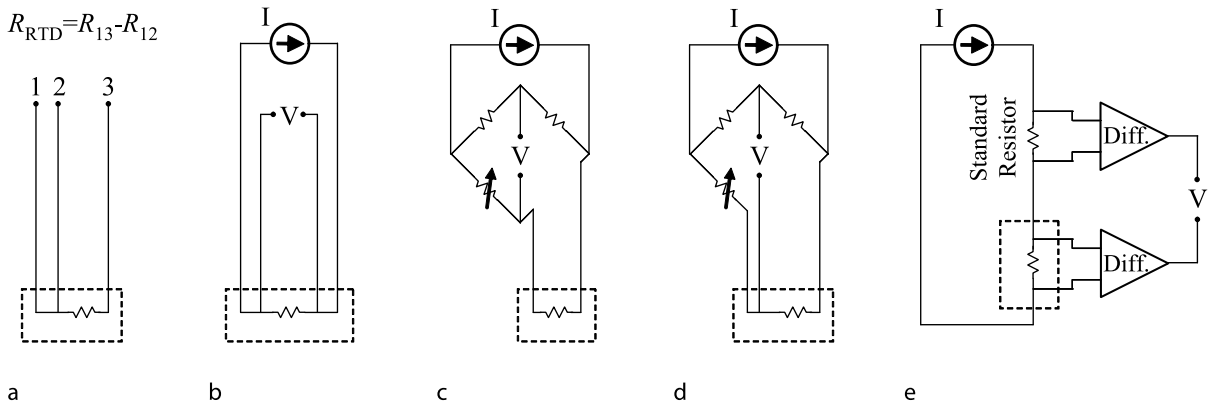 R_RTD=R_13-R_12
1 2 3
I
V
I
V
I
V
I
Standard
Resistor
Diff.
Diff.
V
a b c d e